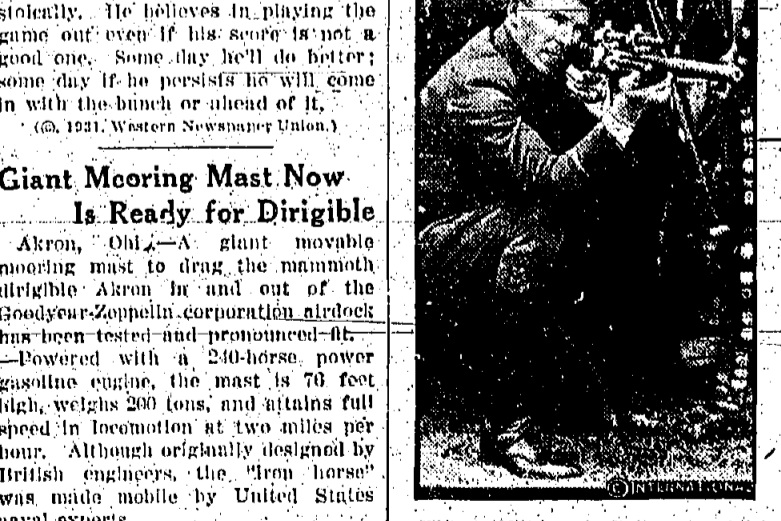 stoically. He believes in playing the
game out even if his score is not a
good one. Some day he'll do better;
some day if he persists he will come
in with the bunch or ahead of it.
(©, 1931, Western Newspaper Union.)
Giant Mooring Mast Now
Is Ready for Dirigible
Akron, Ohio.—A giant movable
mooring mast to drag the mammoth
dirigible Akron in and out of the
Goodyear-Zeppelin corporation airdock
has been tested and pronounced fit.
Powered with a 240-horse power
gasoline engine, the mast is 76 feet
high, weighs 200 tons, and attains full
speed in locomotion at two miles per
hour. Although originally designed by
British engineers, the "iron horse"
was made mobile by United States
naval experts.
© INTERNATIONAL